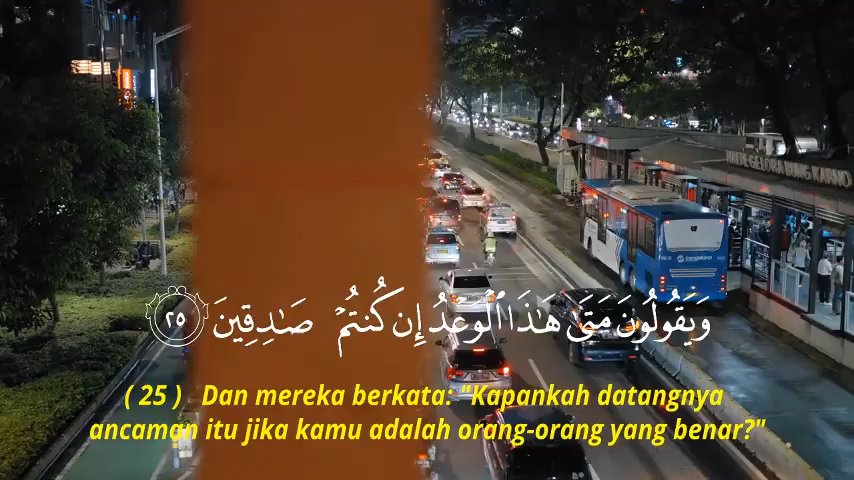 GELORA BUNG KARNO
وَيَقُولُونَ مَتَىٰ هَـٰذَا ٱلْوَعْدُ إِن كُنتُمْ صَـٰدِقِينَ ٢٥
( 25 ) Dan mereka berkata: "Kapankah datangnya
ancaman itu jika kamu adalah orang-orang yang benar?"